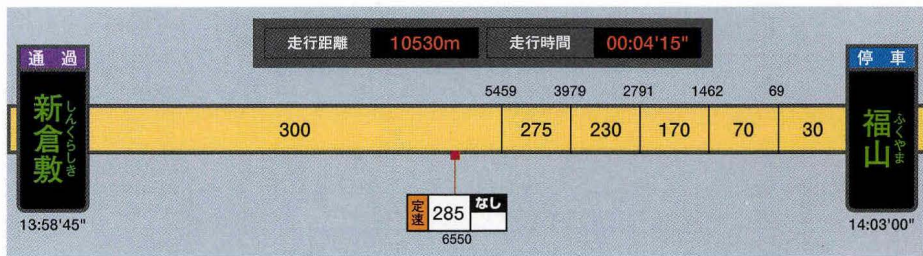 走行距離 10530m 走行時間 00:04'15"
通過
新倉敷
しんくらしき
13:58'45"
5459 3979 2791 1462 69
300 275 230 170 70 30
定速 285 なし
6550
停車
福山
ふくやま
14:03'00"